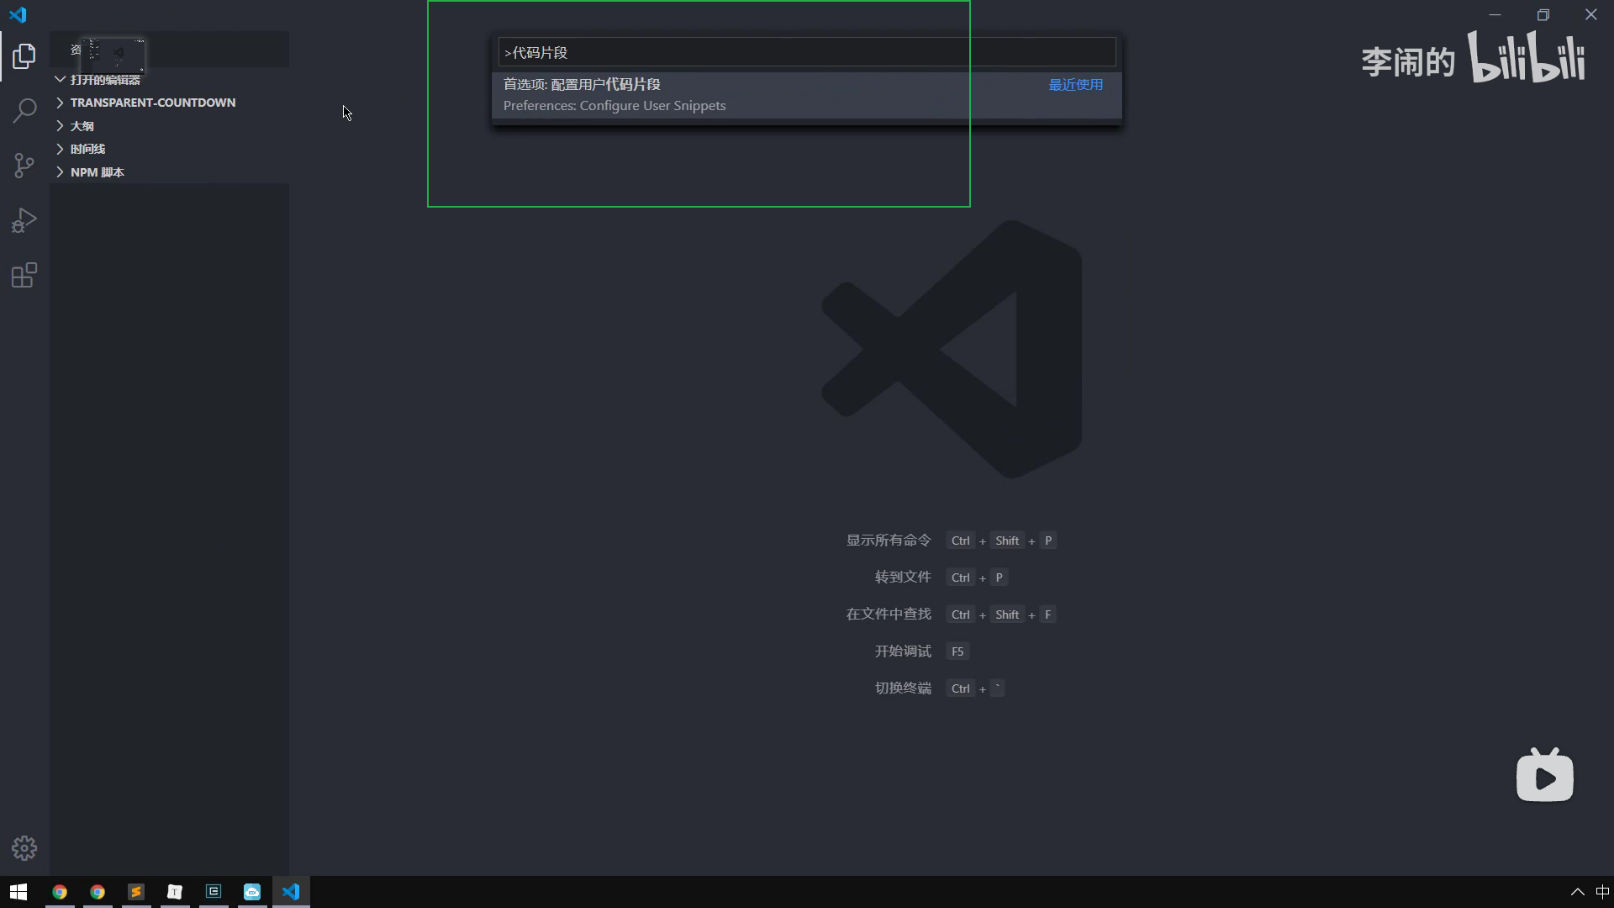 李闹的 bilibili
>代码片段
首选项: 配置用户代码片段 最近使用
Preferences: Configure User Snippets
资
打开的编辑器
TRANSPARENT-COUNTDOWN
大纲
时间线
NPM 脚本
显示所有命令 Ctrl + Shift + P
转到文件 Ctrl + P
在文件中查找 Ctrl + Shift + F
开始调试 F5
切换终端 Ctrl + `
中